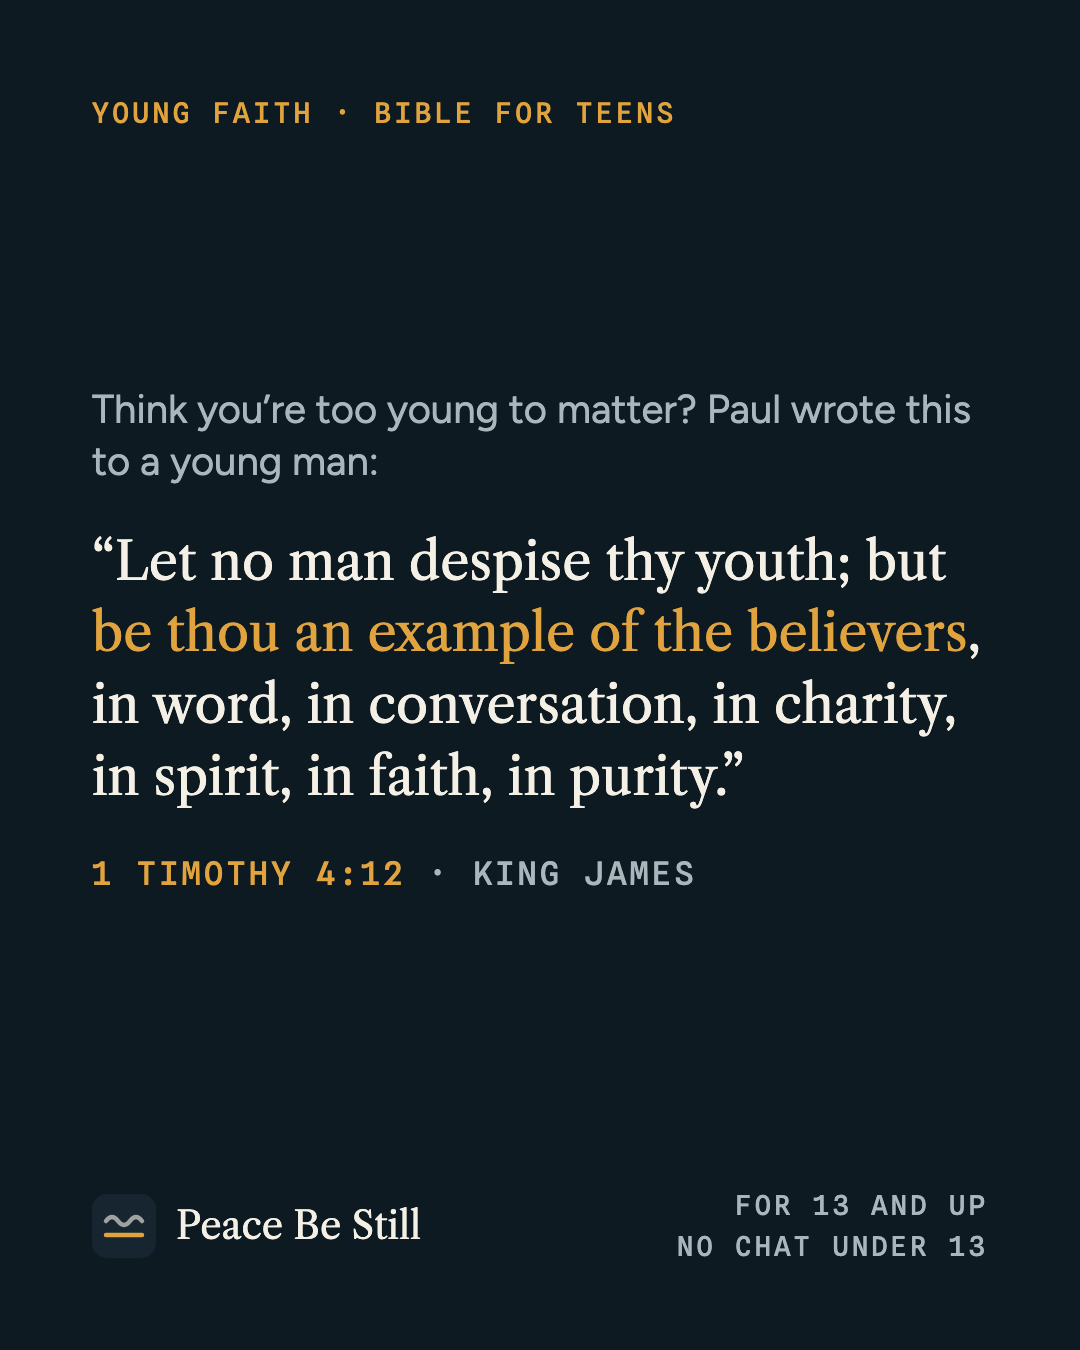 YOUNG FAITH · BIBLE FOR TEENS
Think you’re too young to matter? Paul wrote this
to a young man:
“Let no man despise thy youth; but
be thou an example of the believers,
in word, in conversation, in charity,
in spirit, in faith, in purity.”
1 TIMOTHY 4:12 · KING JAMES
Peace Be Still
FOR 13 AND UP
NO CHAT UNDER 13